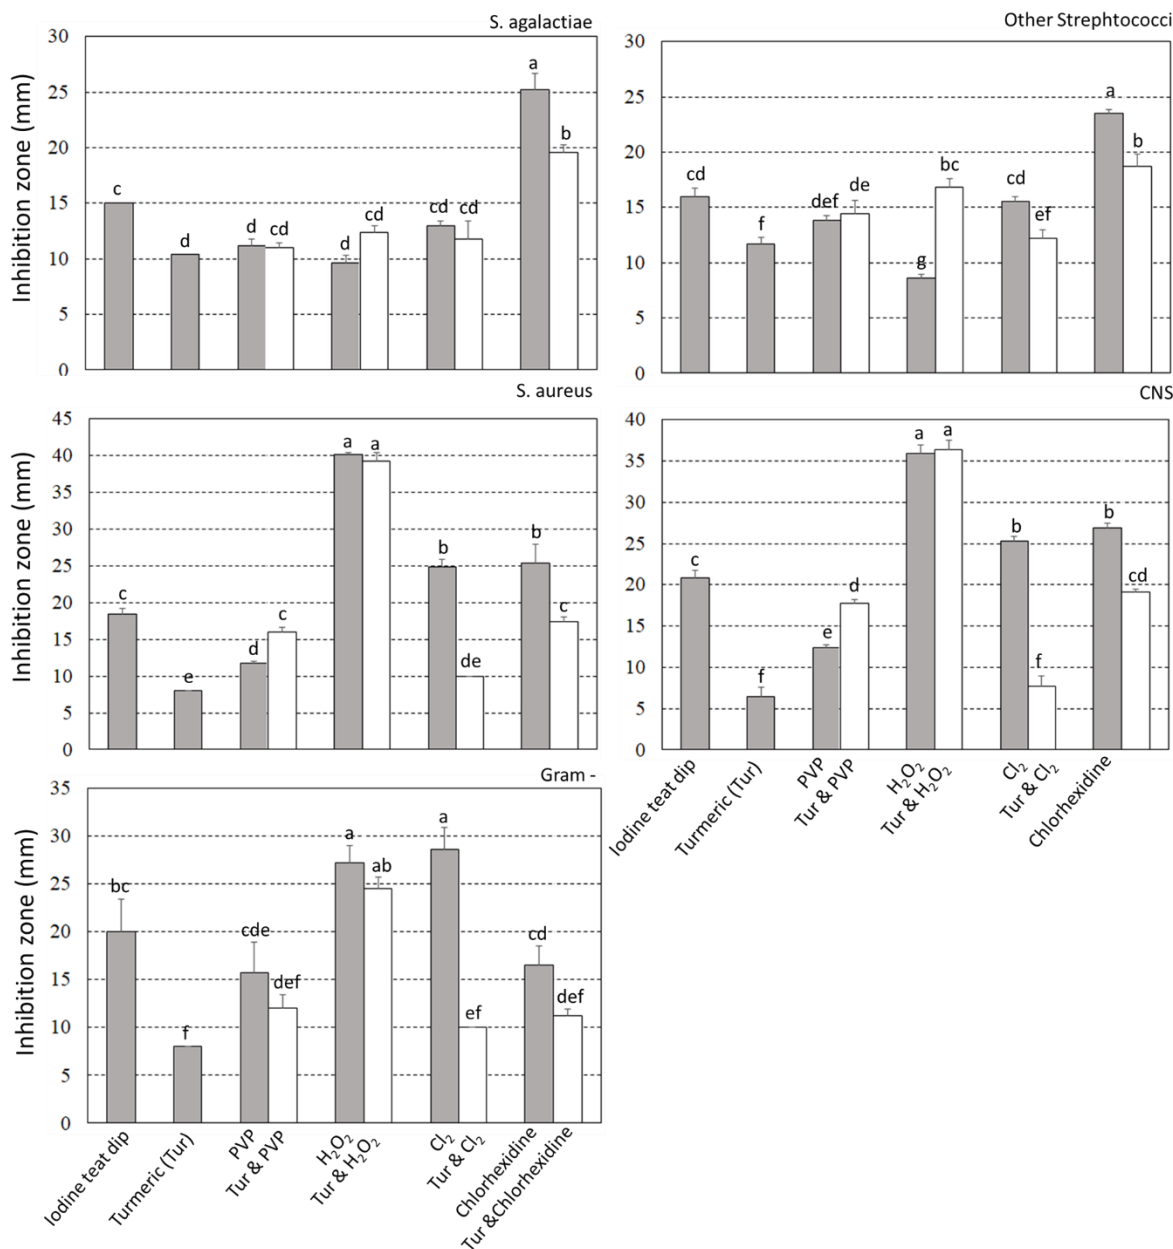 S. agalactiae
Inhibition zone (mm)
30
25
20
15
10
5
0
c
d
d
cd
d
cd
cd
cd
a
b
Other Strephtococci
30
25
20
15
10
5
0
cd
f
def
de
g
bc
cd
ef
a
b
S. aureus
Inhibition zone (mm)
45
40
35
30
25
20
15
10
5
0
c
e
d
c
a
a
b
de
b
c
CNS
40
35
30
25
20
15
10
5
0
c
f
e
d
a
a
b
f
b
cd
Iodine teat dip
Turmeric (Tur)
PVP
Tur & PVP
H₂O₂
Tur & H₂O₂
Cl₂
Tur & Cl₂
Chlorhexidine
Gram -
Inhibition zone (mm)
35
30
25
20
15
10
5
0
bc
f
cde
def
a
ab
a
ef
cd
def
Iodine teat dip
Turmeric (Tur)
PVP
Tur & PVP
H₂O₂
Tur & H₂O₂
Cl₂
Tur & Cl₂
Chlorhexidine
Tur &Chlorhexidine